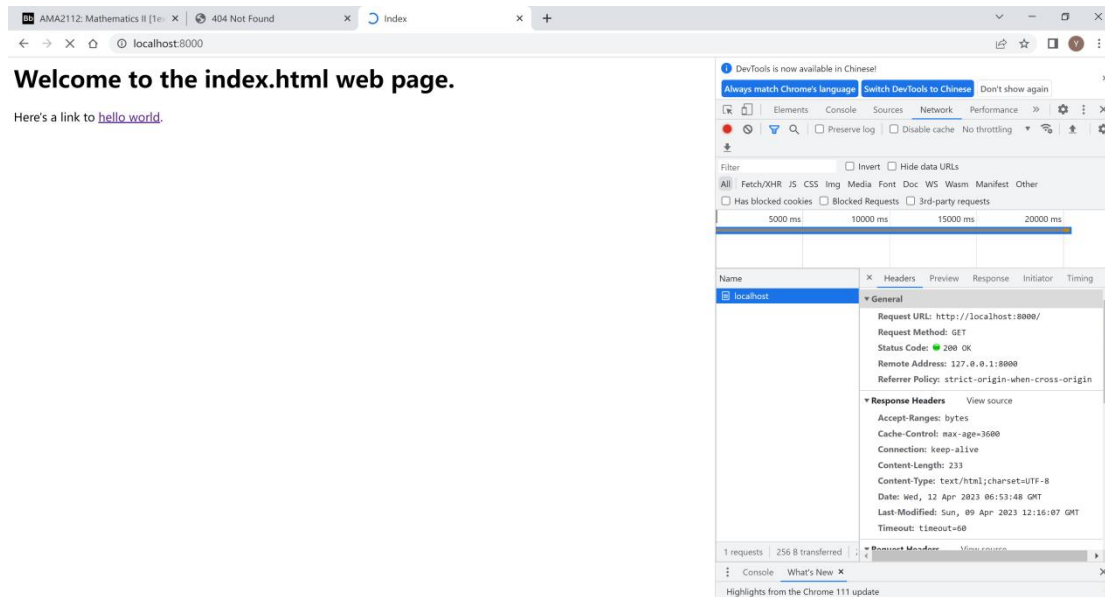 AMA2112: Mathematics II [1
404 Not Found
Index
localhost:8000
Y
Welcome to the index.html web page.
Here's a link to hello world.
DevTools is now available in Chinese!
Always match Chrome's language Switch DevTools to Chinese Don't show again
Elements Console Sources Network Performance »
Preserve log Disable cache No throttling
Filter Invert Hide data URLs
All Fetch/XHR JS CSS Img Media Font Doc WS Wasm Manifest Other
Has blocked cookies Blocked Requests 3rd-party requests
5000 ms 10000 ms 15000 ms 20000 ms
Name
localhost
Headers Preview Response Initiator Timing
General
Request URL: http://localhost:8000/
Request Method: GET
Status Code: 200 OK
Remote Address: 127.0.0.1:8000
Referrer Policy: strict-origin-when-cross-origin
Response Headers View source
Accept-Ranges: bytes
Cache-Control: max-age=3600
Connection: keep-alive
Content-Length: 233
Content-Type: text/html;charset=UTF-8
Date: Wed, 12 Apr 2023 06:53:48 GMT
Last-Modified: Sun, 09 Apr 2023 12:16:07 GMT
Timeout: timeout=60
Request Headers View source
1 requests 256 B transferred
Console What's New
Highlights from the Chrome 111 update